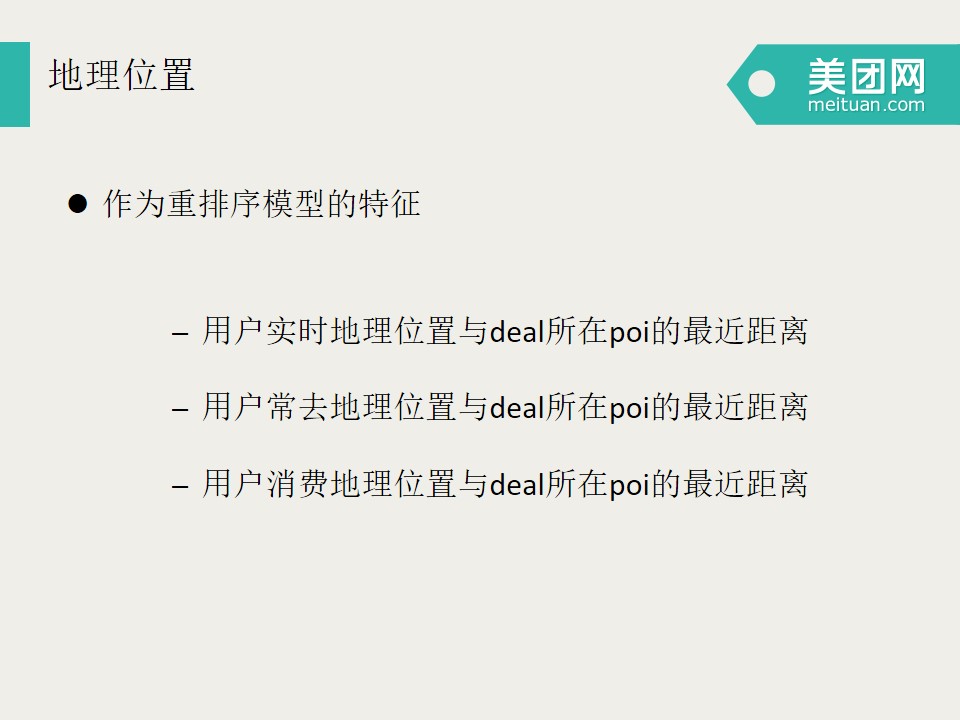 地理位置
美团网
meituan.com
● 作为重排序模型的特征
– 用户实时地理位置与deal所在poi的最近距离
– 用户常去地理位置与deal所在poi的最近距离
– 用户消费地理位置与deal所在poi的最近距离